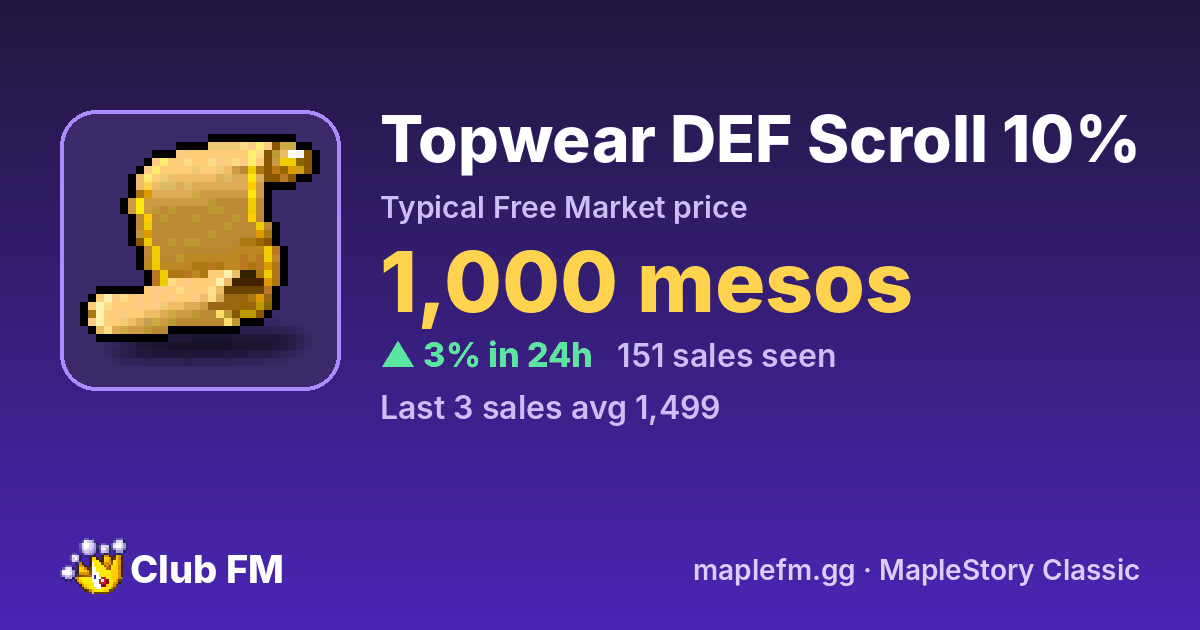 Topwear DEF Scroll 10%
Typical Free Market price
1,000 mesos
▲ 3% in 24h 151 sales seen
Last 3 sales avg 1,499
Club FM
maplefm.gg · MapleStory Classic